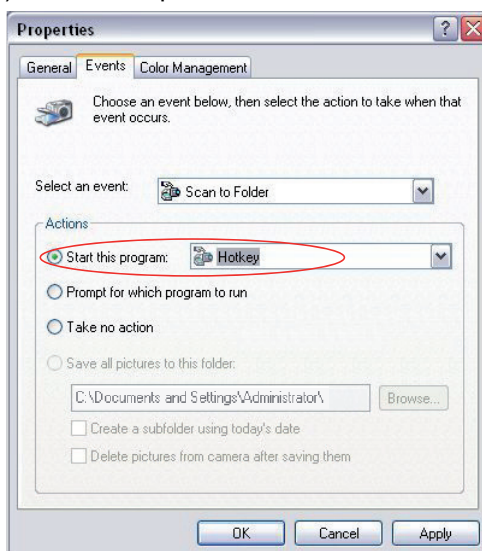 Properties
General Events Color Management
Choose an event below, then select the action to take when that
event occurs.
Select an event: Scan to Folder
Actions
Start this program: Hotkey
Prompt for which program to run
Take no action
Save all pictures to this folder:
C:\Documents and Settings\Administrator\ Browse...
Create a subfolder using today's date
Delete pictures from camera after saving them
OK Cancel Apply